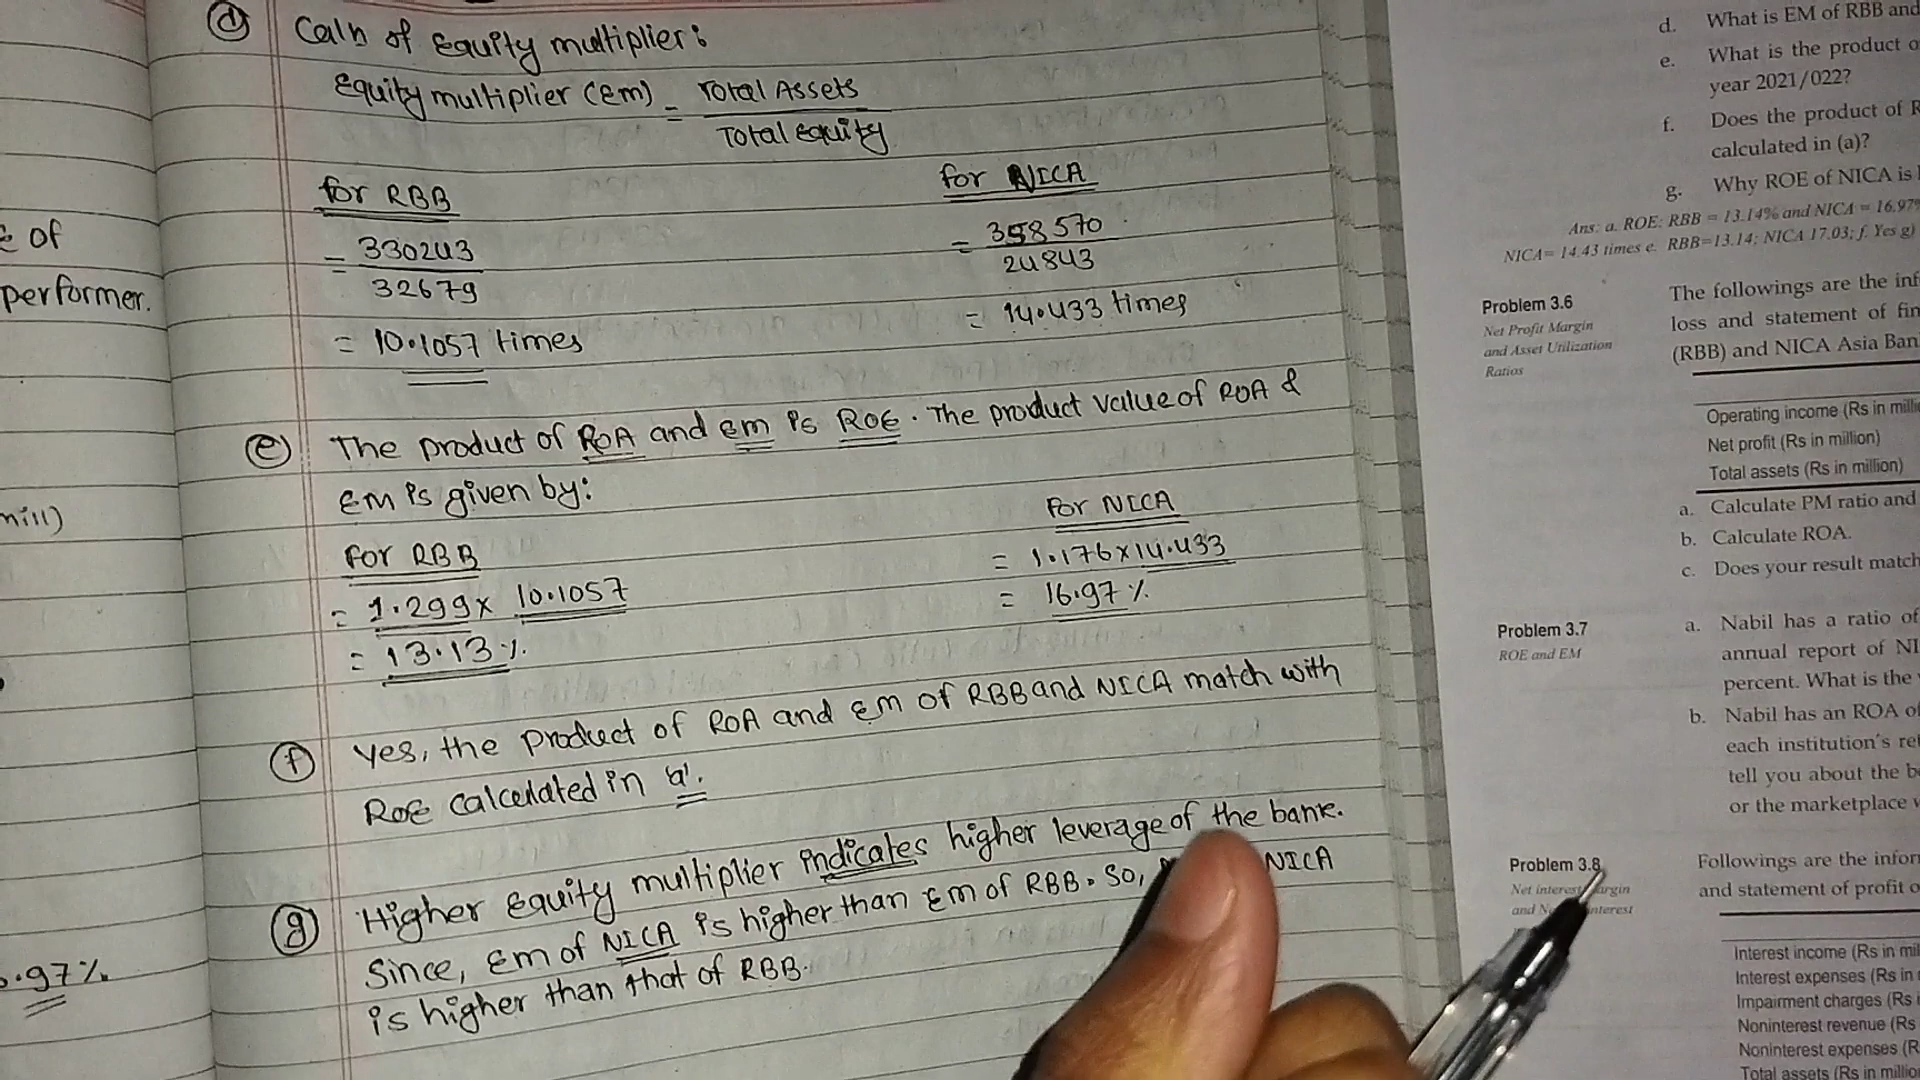 d Caln of Equity multiplier:
Equity multiplier (em) = Total Assets
Total equity
for RBB
= 330243
32679
= 10.1057 times
for NICA
= 358570
24843
= 14.433 times
e The product of ROA and em is ROE. The product value of ROA &
EM is given by:
For RBB
= 1.299 x 10.1057
= 13.13%.
For NICA
= 1.176 x 14.433
= 16.97%.
f Yes, the product of ROA and EM of RBB and NICA match with
ROE calculated in 'a'.
g Higher equity multiplier indicates higher leverage of the bank.
Since, EM of NICA is higher than EM of RBB. So, NICA
is higher than that of RBB.
of
performer.
mill)
.97%
d. What is EM of RBB and
e. What is the product
year 2021/022?
f. Does the product of
calculated in (a)?
g. Why ROE of NICA is
Ans: a. ROE: RBB = 13.14% and NICA = 16.97%
NICA= 14.43 times e. RBB=13.14; NICA 17.03; f. Yes g)
Problem 3.6
Net Profit Margin
and Asset Utilization
Ratios
The followings are the
loss and statement of
(RBB) and NICA Asia
Operating income (Rs in
Net profit (Rs in million)
Total assets (Rs in million)
a. Calculate PM ratio and
b. Calculate ROA.
c. Does your result match
Problem 3.7
ROE and EM
a. Nabil has a ratio of
annual report of
percent. What is the
b. Nabil has an ROA of
each institution's
tell you about the
or the marketplace
Problem 3.8
Net interest
and
Followings are the
and statement of profit
Interest income (Rs in
Interest expenses (Rs in
Impairment charges (Rs
Noninterest revenue (Rs
Noninterest expenses
Total assets (Rs in